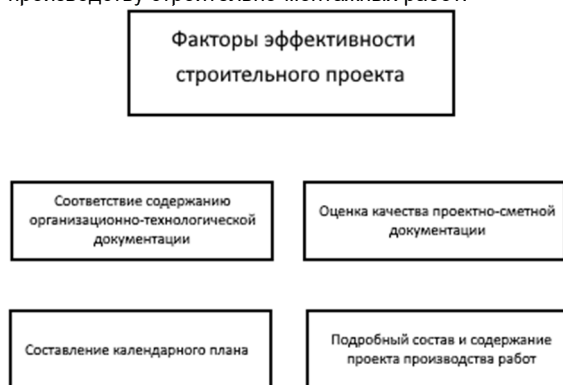 производству строительно-монтажных работ.
Факторы эффективности
строительного проекта
Соответствие содержанию
организационно-технологической
документации
Оценка качества проектно-сметной
документации
Составление календарного плана
Подробный состав и содержание
проекта производства работ